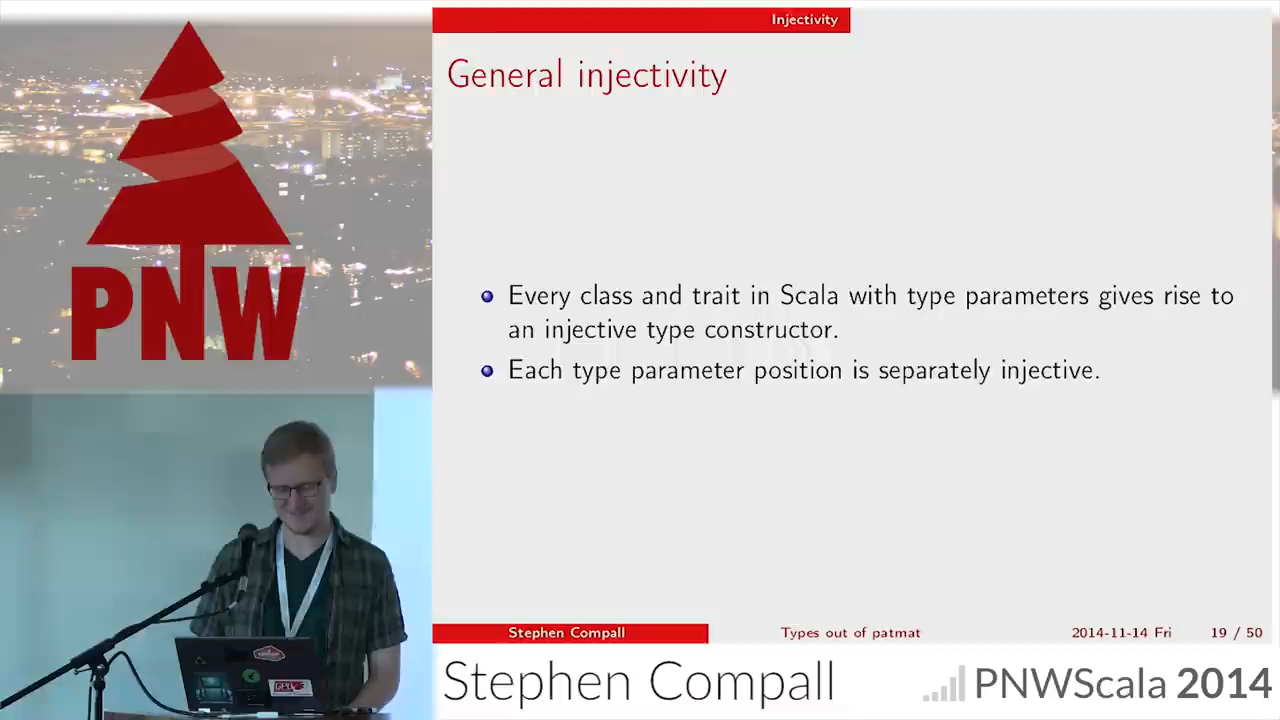 PNW
Injectivity
General injectivity
Every class and trait in Scala with type parameters gives rise to
an injective type constructor.
Each type parameter position is separately injective.
Stephen Compall
Types out of patmat
2014-11-14 Fri
19 / 50
Stephen Compall
PNWScala 2014